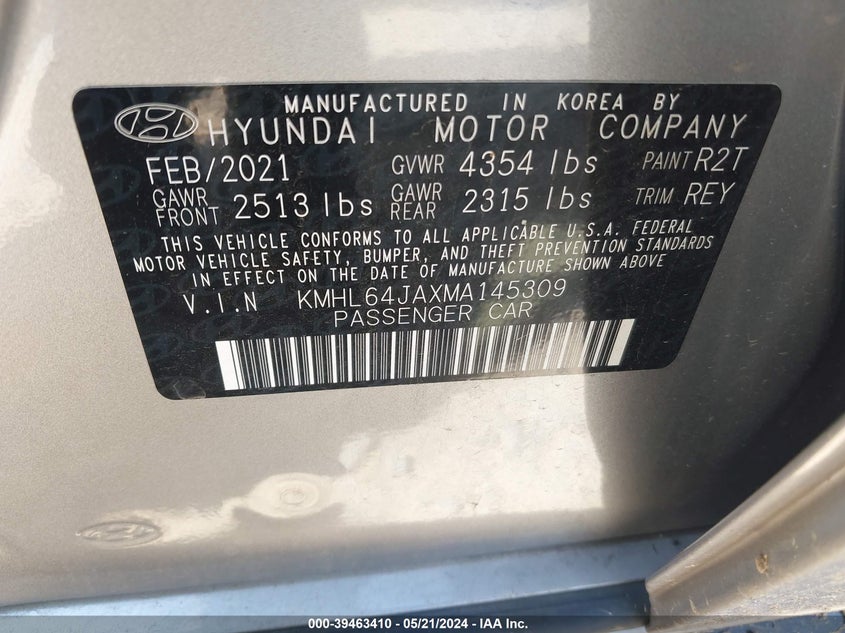 MANUFACTURED IN KOREA BY
HYUNDAI MOTOR COMPANY
FEB/2021 GVWR 4354 lbs PAINT R2T
GAWR FRONT 2513 lbs GAWR REAR 2315 lbs TRIM REY
THIS VEHICLE CONFORMS TO ALL APPLICABLE U.S.A. FEDERAL
MOTOR VEHICLE SAFETY, BUMPER, AND THEFT PREVENTION STANDARDS
IN EFFECT ON THE DATE OF MANUFACTURE SHOWN ABOVE
V.I.N KMHL64JAXMA145309
PASSENGER CAR
000-39463410 - 05/21/2024 - IAA Inc.